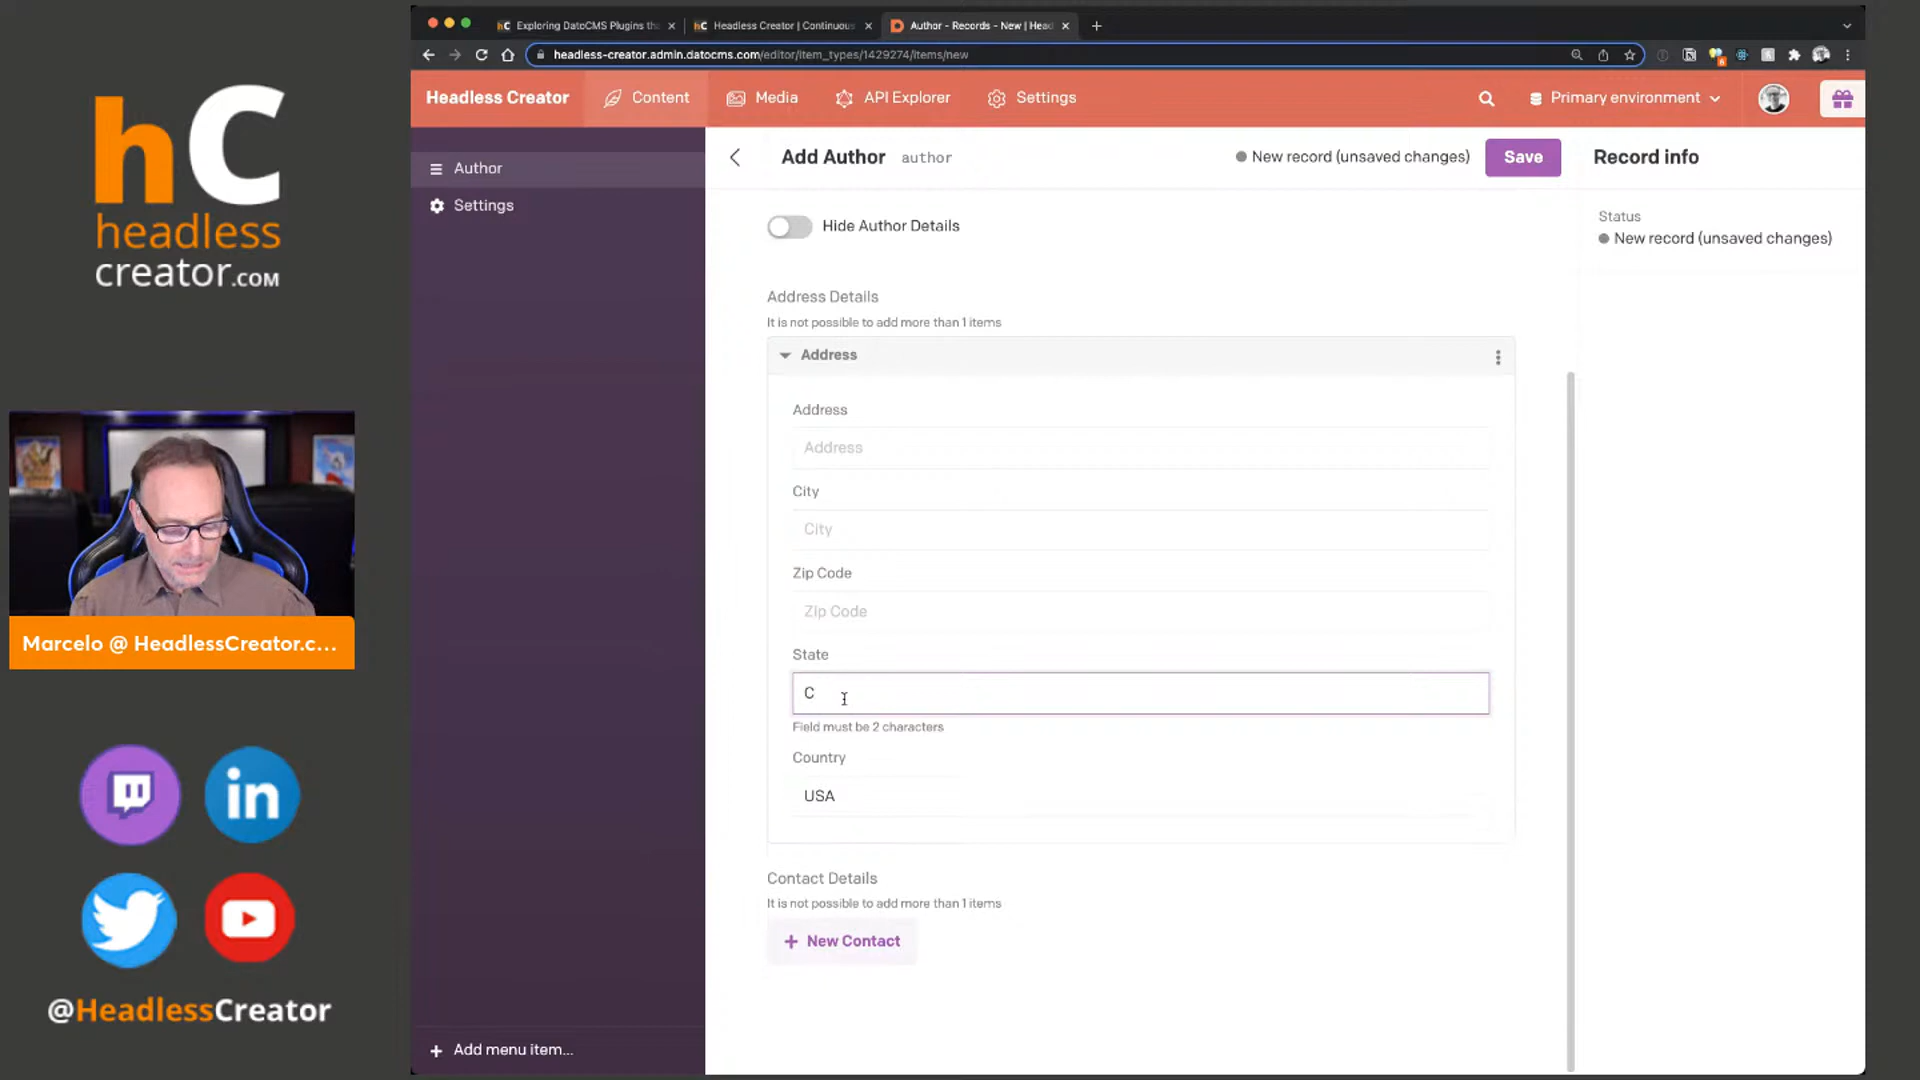 hC
headless
creator.com
Marcelo @ HeadlessCreator.c...
in
@HeadlessCreator
Exploring DatoCMS Plugins tha
Headless Creator | Continuous
Author - Records - New | Head
headless-creator.admin.datocms.com/editor/item_types/1429274/items/new
Headless Creator
Content
Media
API Explorer
Settings
Primary environment
Author
Settings
Add menu item...
Add Author author
New record (unsaved changes)
Save
Hide Author Details
Address Details
It is not possible to add more than 1 items
Address
Address
Address
City
City
Zip Code
Zip Code
State
C
Field must be 2 characters
Country
USA
Contact Details
It is not possible to add more than 1 items
+ New Contact
Record info
Status
New record (unsaved changes)